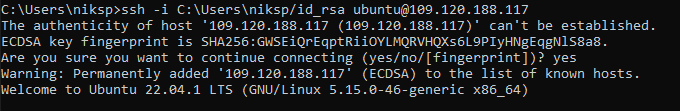 C:\Users\niksp>ssh -i C:\Users\niksp/id_rsa ubuntu@109.120.188.117
The authenticity of host '109.120.188.117 (109.120.188.117)' can't be established.
ECDSA key fingerprint is SHA256:GWSEiQrEqptRiiOYLMQRVHQXs6L9PIyHNgEqgNlS8a8.
Are you sure you want to continue connecting (yes/no/[fingerprint])? yes
Warning: Permanently added '109.120.188.117' (ECDSA) to the list of known hosts.
Welcome to Ubuntu 22.04.1 LTS (GNU/Linux 5.15.0-46-generic x86_64)